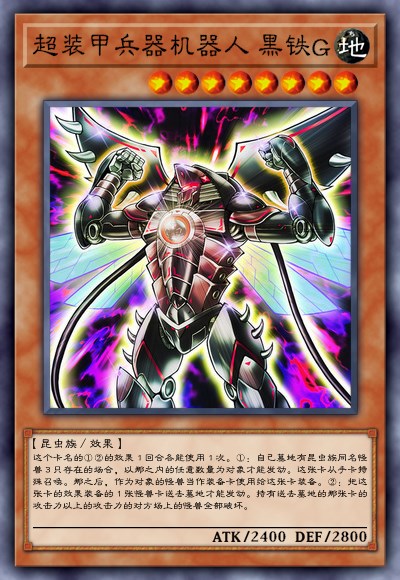 超装甲兵器机器人 黑铁G
地
【昆虫族／效果】
这个卡名的①②的效果1回合各能使用1次。①：自己墓地有昆虫族同名怪
兽3只存在的场合，以那之内的任意数量为对象才能发动。这张卡从手卡特
殊召唤。那之后，作为对象的怪兽当作装备卡使用给这张卡装备。②：把这
张卡的效果装备的1张怪兽卡送去墓地才能发动。持有送去墓地的那张卡的
攻击力以上的攻击力的对方场上的怪兽全部破坏。
ATK/2400 DEF/2800